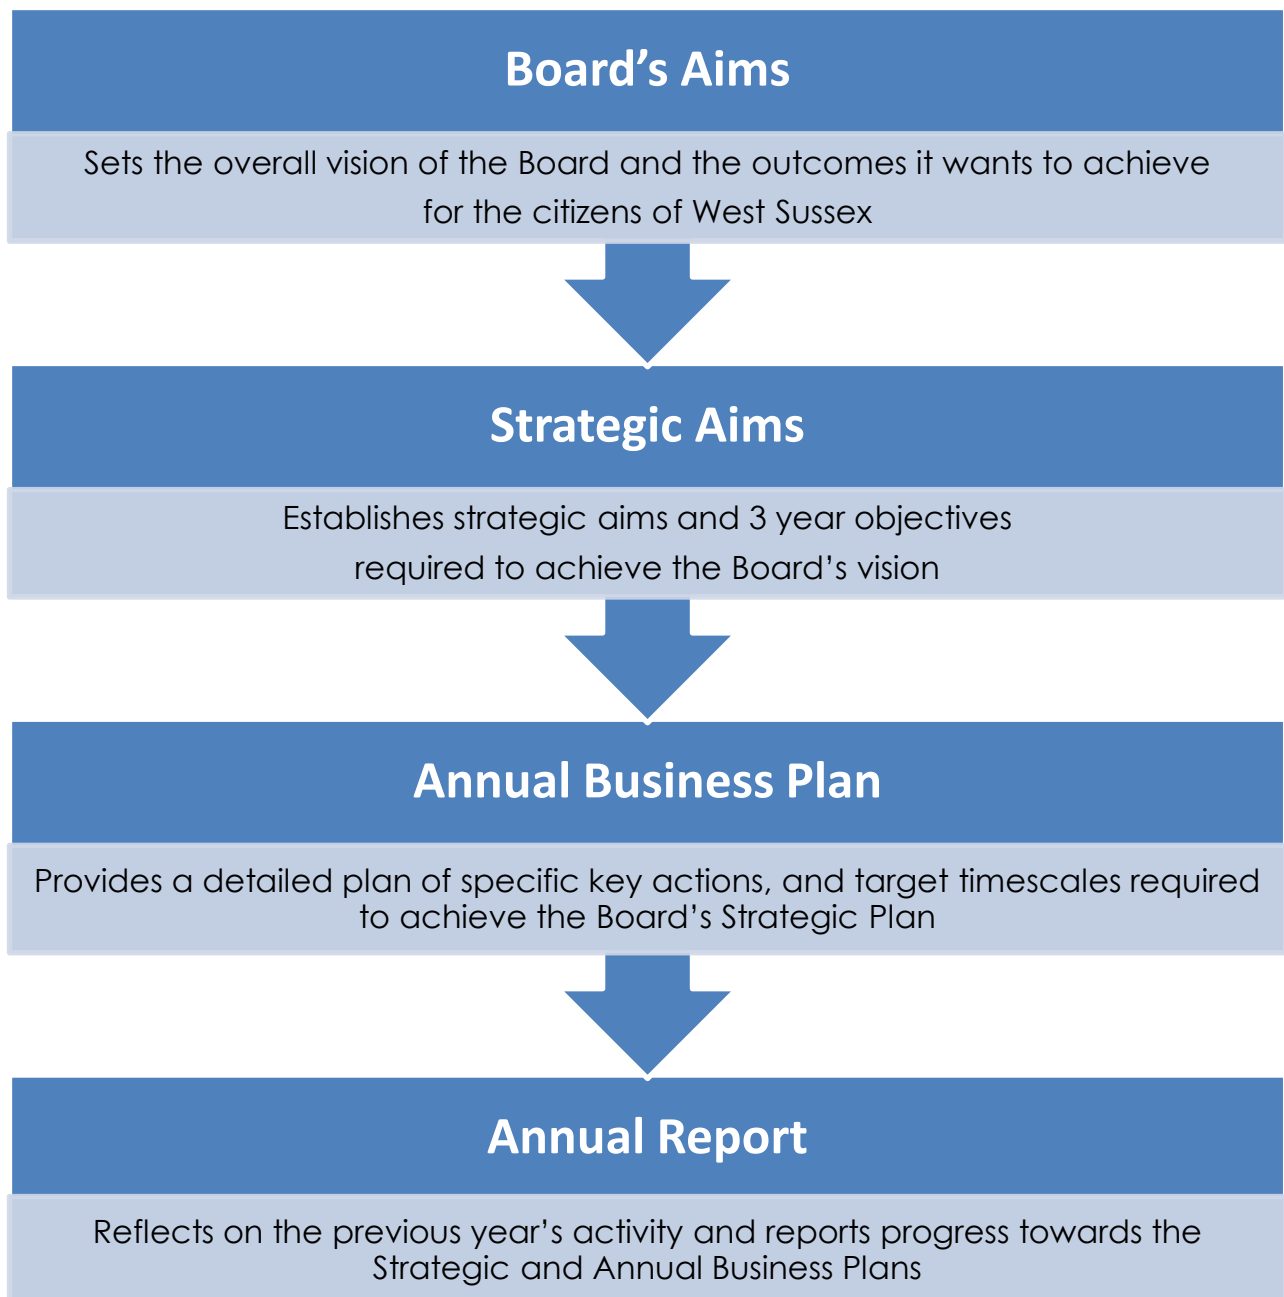 Board’s Aims
Sets the overall vision of the Board and the outcomes it wants to achieve
for the citizens of West Sussex
Strategic Aims
Establishes strategic aims and 3 year objectives
required to achieve the Board’s vision
Annual Business Plan
Provides a detailed plan of specific key actions, and target timescales required
to achieve the Board’s Strategic Plan
Annual Report
Reflects on the previous year’s activity and reports progress towards the
Strategic and Annual Business Plans